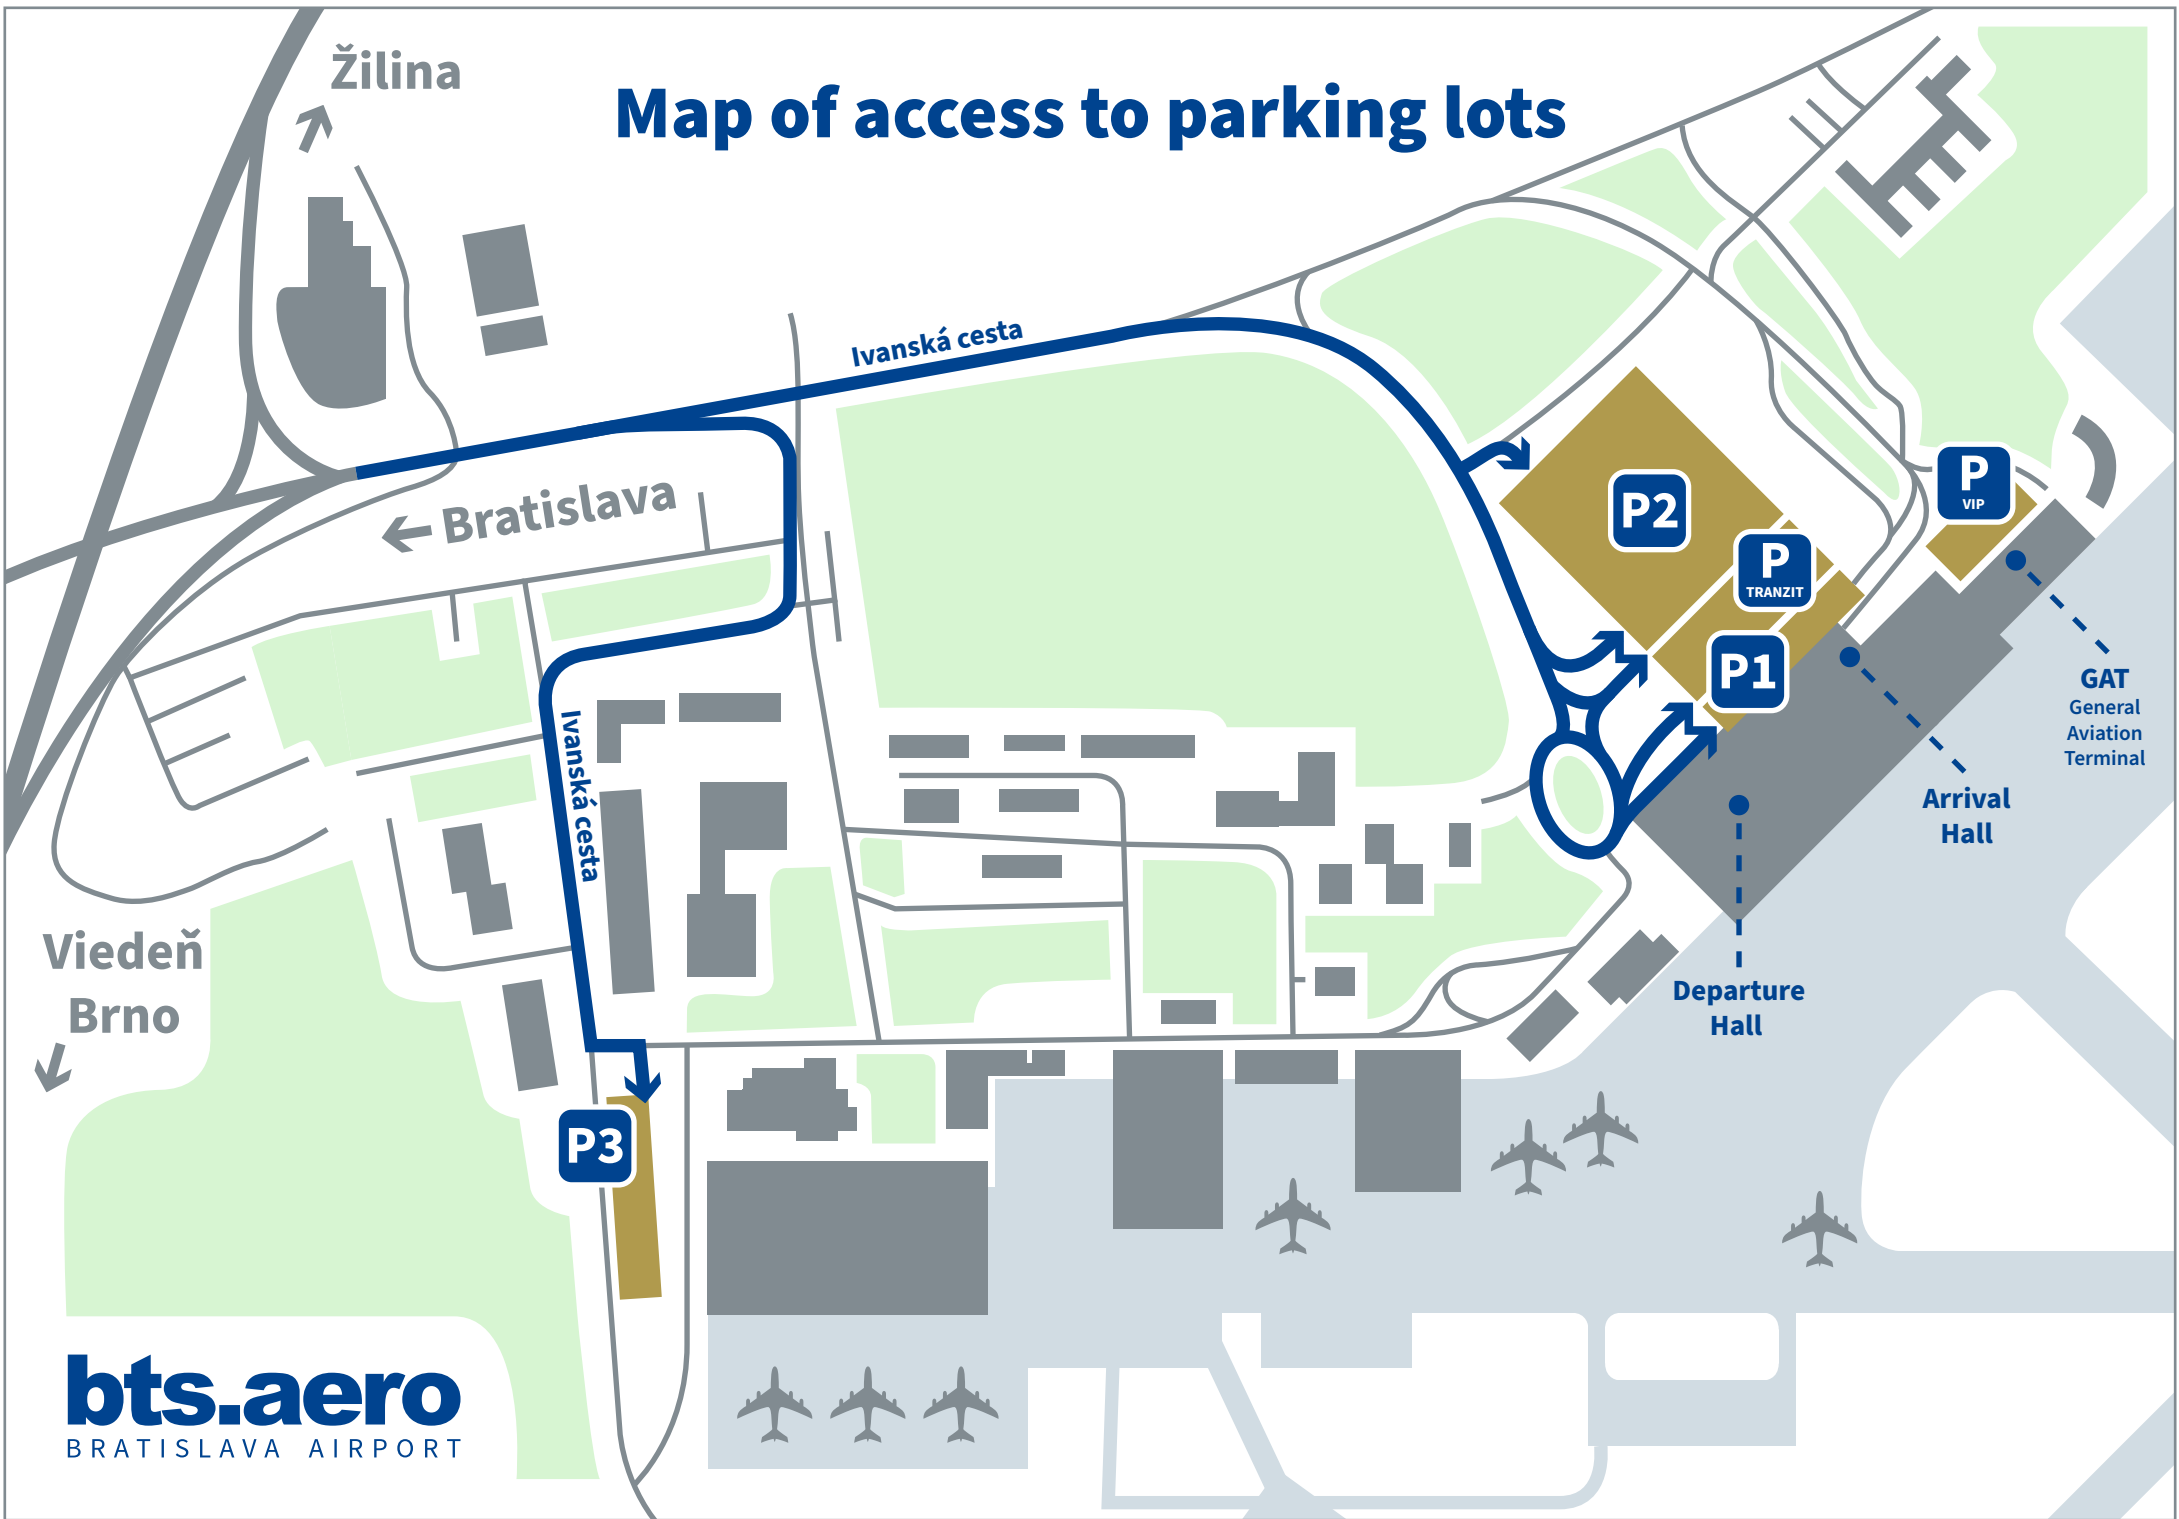 Map of access to parking lots
Žilina
Ivanská cesta
← Bratislava
P2
P
TRANZIT
P1
P
VIP
GAT
General
Aviation
Terminal
Arrival
Hall
Departure
Hall
Ivanská cesta
Viedeň
Brno
P3
bts.aero
BRATISLAVA AIRPORT